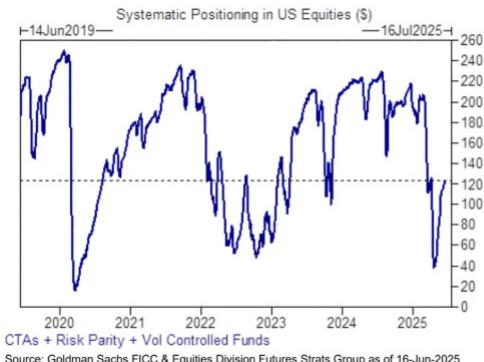 Systematic Positioning in US Equities ($)
14Jun2019
16Jul2025
260
240
220
200
180
160
140
120
100
80
60
40
20
0
2020 2021 2022 2023 2024 2025
CTAs + Risk Parity + Vol Controlled Funds
Source: Goldman Sachs FICC & Equities Division Futures Strats Group as of 16-Jun-2025